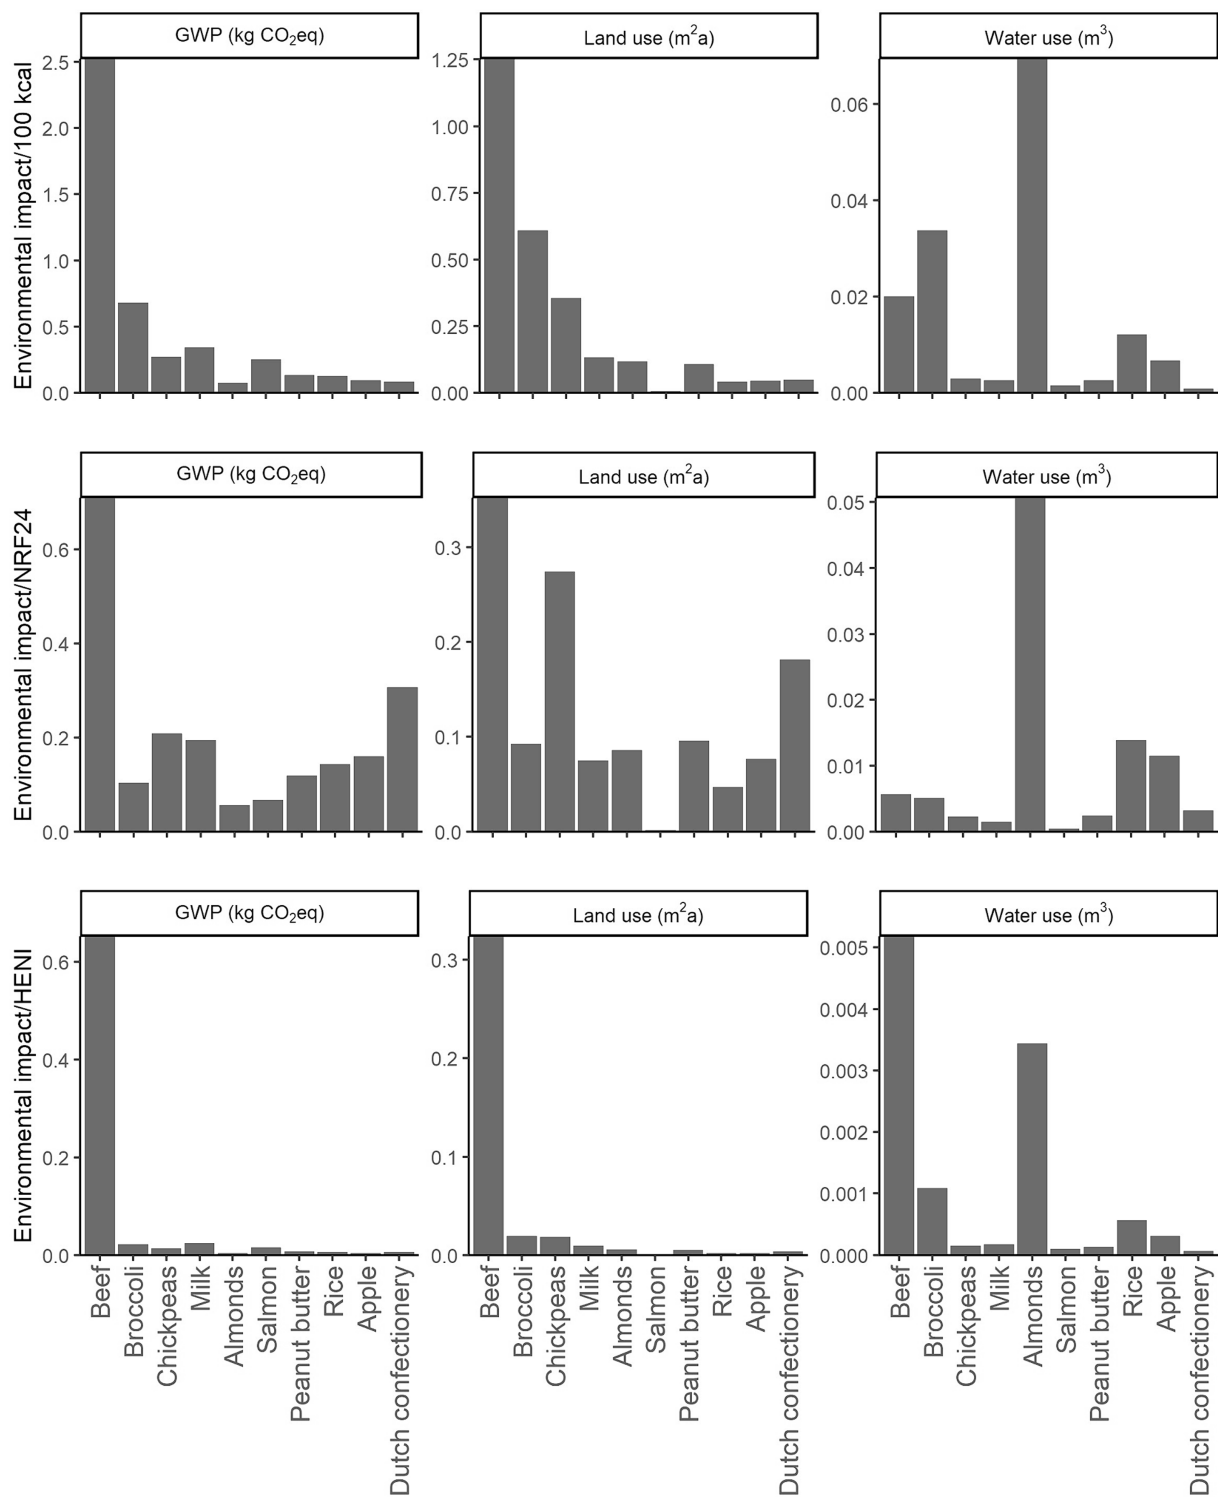 GWP (kg CO₂eq)
Land use (m²a)
Water use (m³)
Environmental impact/100 kcal
2.5
2.0
1.5
1.0
0.5
0.0
1.25
1.00
0.75
0.50
0.25
0.00
0.06
0.04
0.02
0.00
GWP (kg CO₂eq)
Land use (m²a)
Water use (m³)
Environmental impact/NRF24
0.6
0.4
0.2
0.0
0.3
0.2
0.1
0.0
0.05
0.04
0.03
0.02
0.01
0.00
GWP (kg CO₂eq)
Land use (m²a)
Water use (m³)
Environmental impact/HENI
0.6
0.4
0.2
0.0
0.3
0.2
0.1
0.0
0.005
0.004
0.003
0.002
0.001
0.000
Beef
Broccoli
Chickpeas
Milk
Almonds
Salmon
Peanut butter
Rice
Apple
Dutch confectionery
Beef
Broccoli
Chickpeas
Milk
Almonds
Salmon
Peanut butter
Rice
Apple
Dutch confectionery
Beef
Broccoli
Chickpeas
Milk
Almonds
Salmon
Peanut butter
Rice
Apple
Dutch confectionery